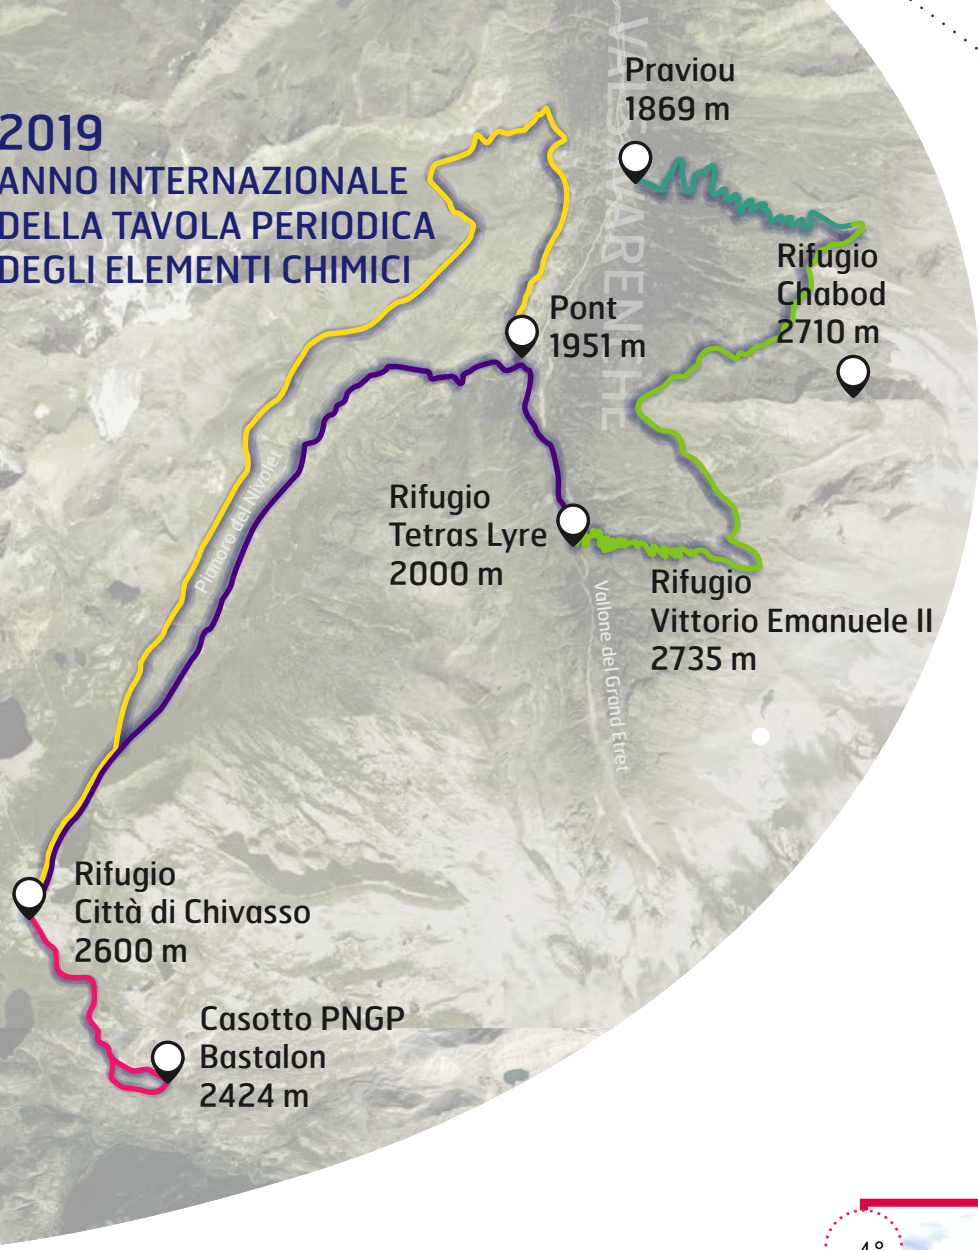 VALSAVARENCHE
Praviou
1869 m
2019
ANNO INTERNAZIONALE
DELLA TAVOLA PERIODICA
DEGLI ELEMENTI CHIMICI
Rifugio
Chabod
2710 m
Pont
1951 m
Pianoro del Nivolet
Rifugio
Tetras Lyre
2000 m
Rifugio
Vittorio Emanuele II
2735 m
Vallone del Grand Etret
Rifugio
Città di Chivasso
2600 m
Casotto PNGP
Bastalon
2424 m